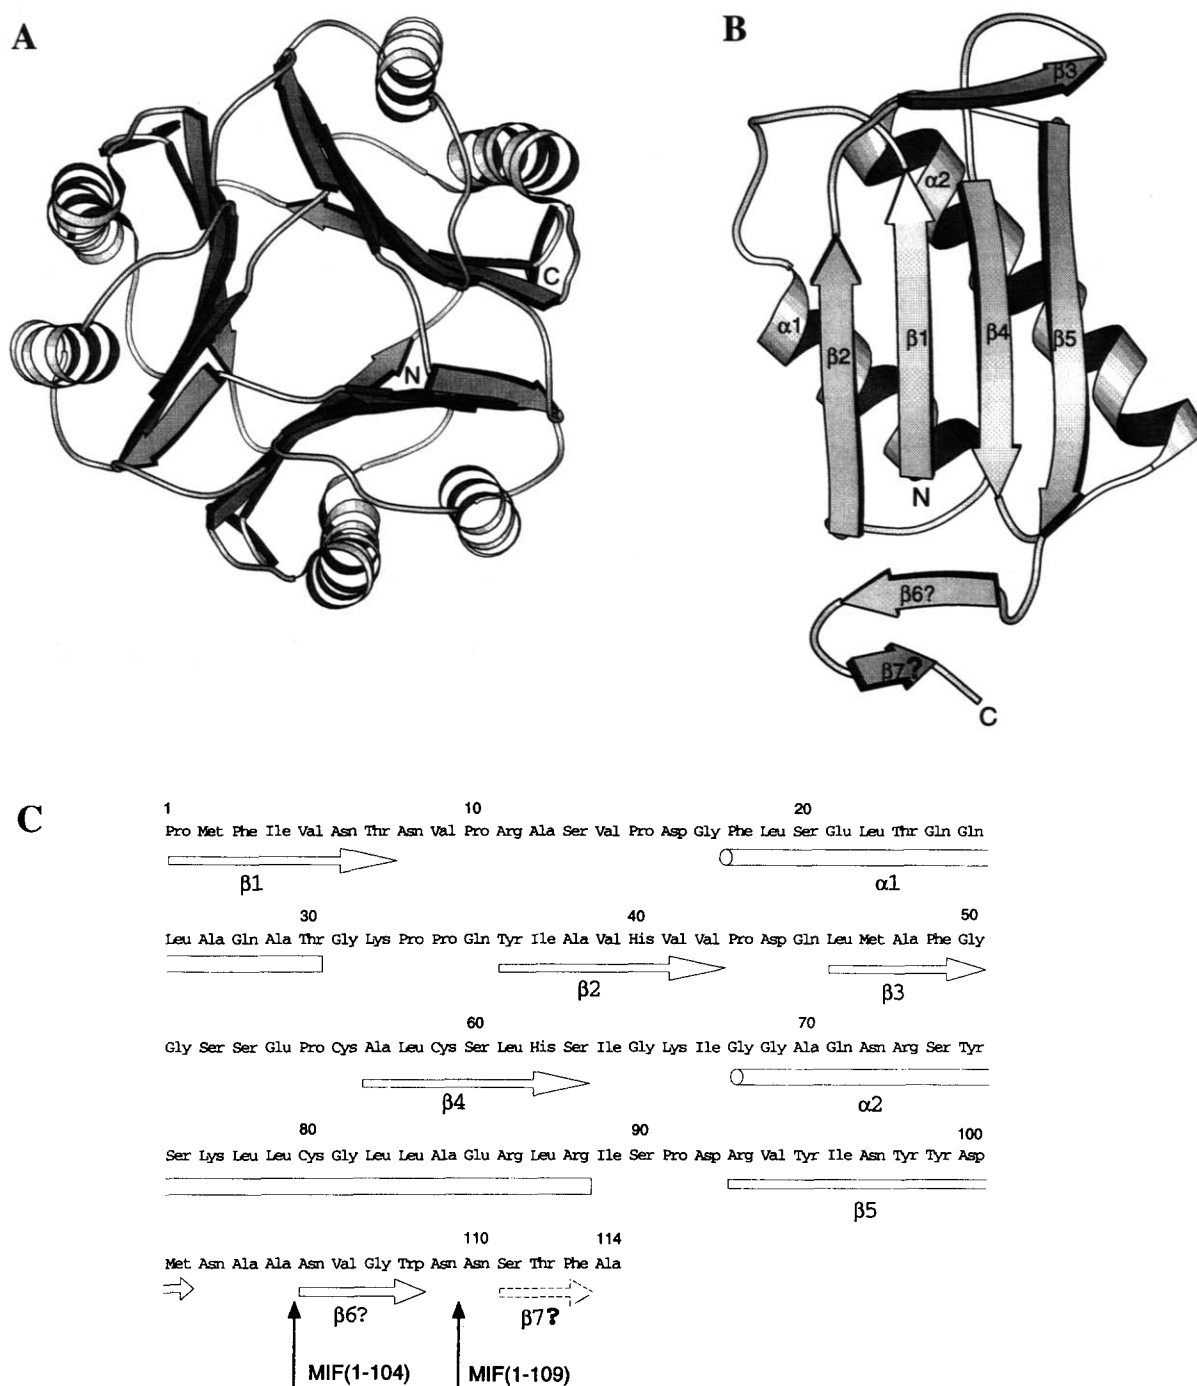 A
C
N
B
β3
α2
α1
β2
β1
β4
β5
N
β6?
β7?
C
C
1 10 20
Pro Met Phe Ile Val Asn Thr Asn Val Pro Arg Ala Ser Val Pro Asp Gly Phe Leu Ser Glu Leu Thr Gln Gln
β1 α1
30 40 50
Leu Ala Gln Ala Thr Gly Lys Pro Pro Gln Tyr Ile Ala Val His Val Val Pro Asp Gln Leu Met Ala Phe Gly
β2 β3
60 70
Gly Ser Ser Glu Pro Cys Ala Leu Cys Ser Leu His Ser Ile Gly Lys Ile Gly Gly Ala Gln Asn Arg Ser Tyr
β4 α2
80 90 100
Ser Lys Leu Leu Cys Gly Leu Leu Ala Glu Arg Leu Arg Ile Ser Pro Asp Arg Val Tyr Ile Asn Tyr Tyr Asp
β5
110 114
Met Asn Ala Ala Asn Val Gly Trp Asn Asn Ser Thr Phe Ala
β6? β7?
MIF(1-104) MIF(1-109)